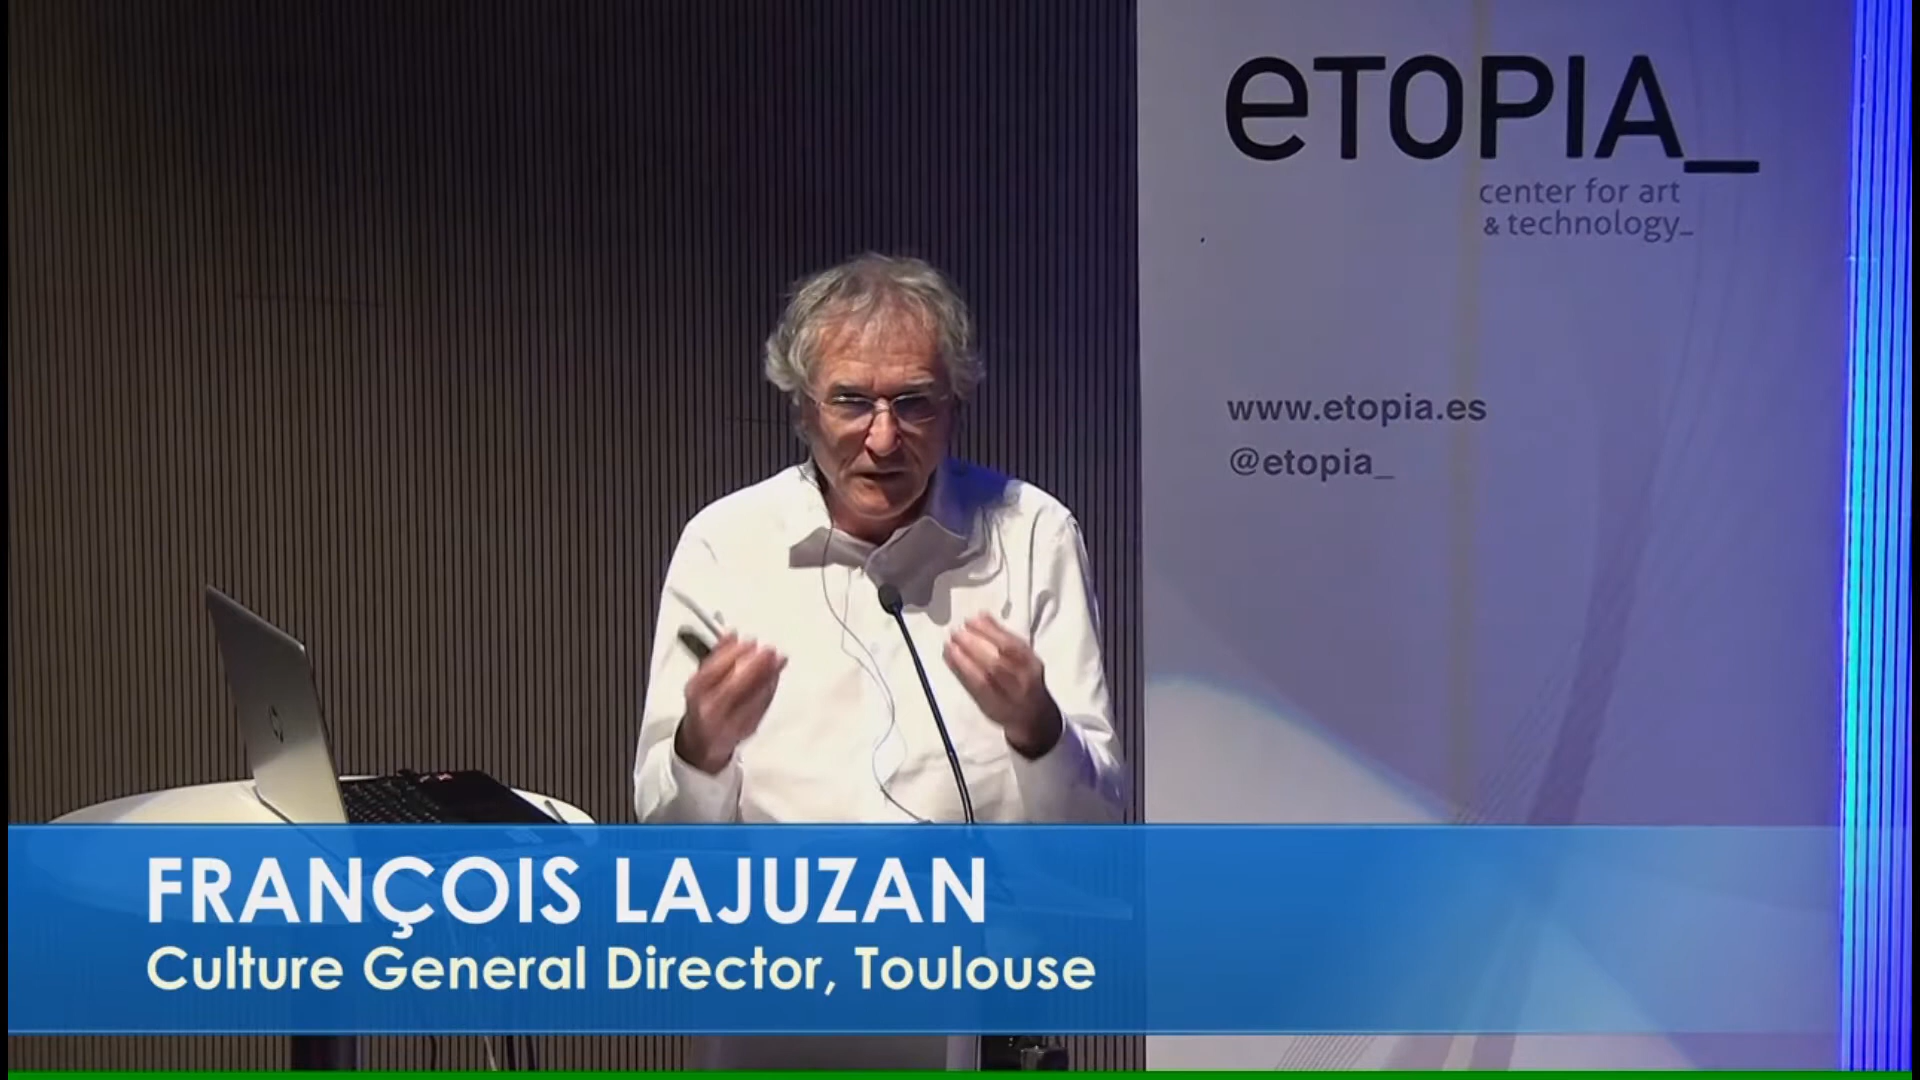 eTOPIA_
center for art
& technology_
www.etopia.es
@etopia_
FRANÇOIS LAJUZAN
Culture General Director, Toulouse